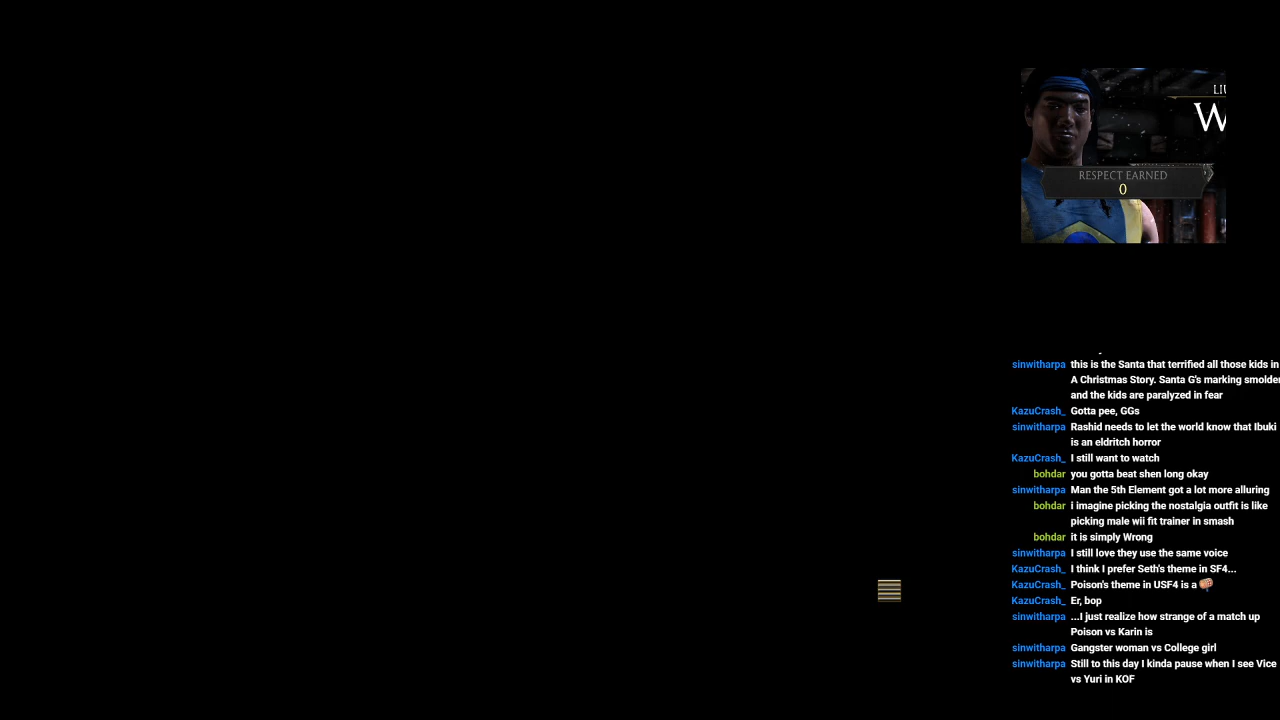 LIV
W
RESPECT EARNED
0
sinwitharpa this is the Santa that terrified all those kids in
A Christmas Story. Santa G's marking smolder
and the kids are paralyzed in fear
KazuCrash_ Gotta pee, GGs
sinwitharpa Rashid needs to let the world know that Ibuki
is an eldritch horror
KazuCrash_ I still want to watch
bohdar you gotta beat shen long okay
sinwitharpa Man the 5th Element got a lot more alluring
bohdar i imagine picking the nostalgia outfit is like
picking male wii fit trainer in smash
bohdar it is simply Wrong
sinwitharpa I still love they use the same voice
KazuCrash_ I think I prefer Seth's theme in SF4...
KazuCrash_ Poison's theme in USF4 is a
KazuCrash_ Er, bop
sinwitharpa ...I just realize how strange of a match up
Poison vs Karin is
sinwitharpa Gangster woman vs College girl
sinwitharpa Still to this day I kinda pause when I see Vice
vs Yuri in KOF